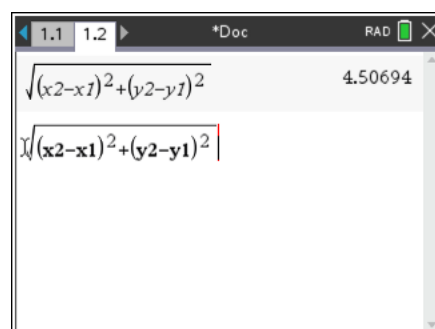 1.1 1.2 *Doc RAD
√(x2-x1)²+(y2-y1)² 4.50694
√(x2-x1)²+(y2-y1)²